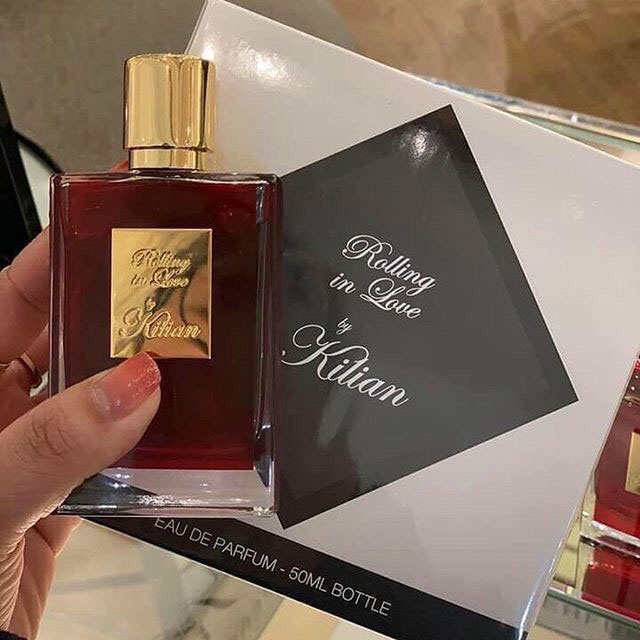 Rolling
in Love
by
Kilian
Rolling
in Love
by
Kilian
EAU DE PARFUM - 50ML BOTTLE